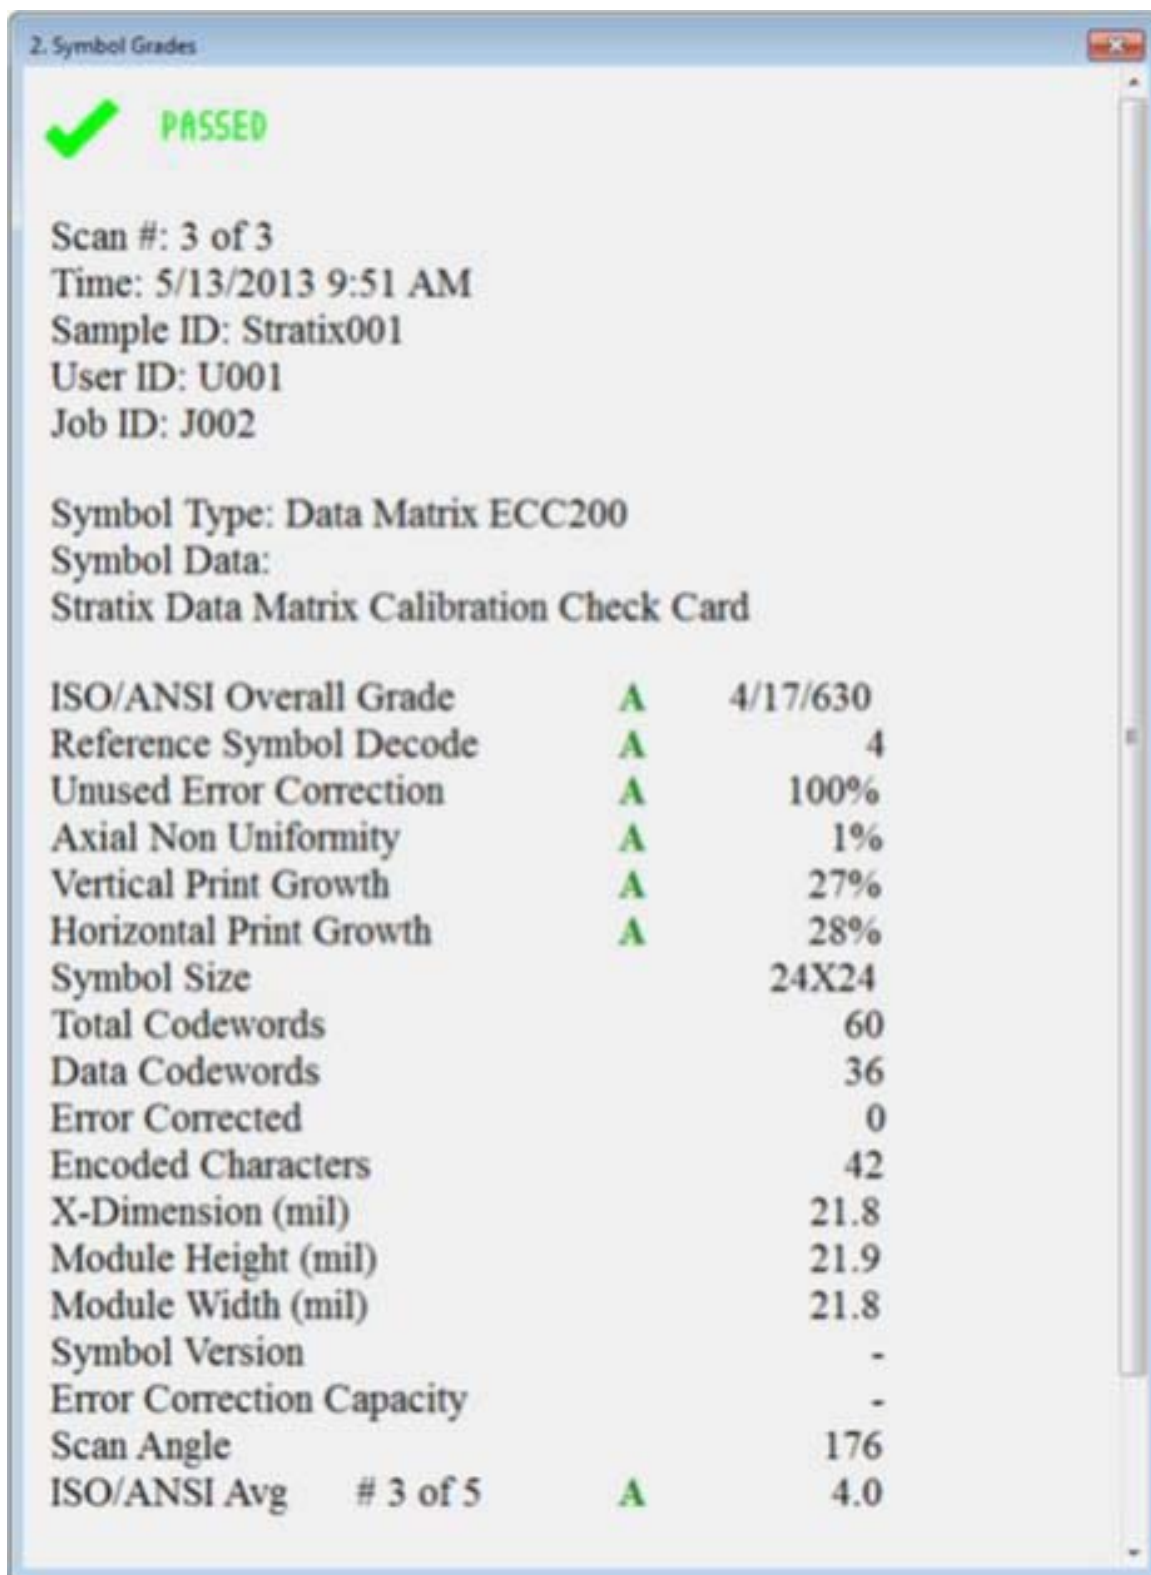 2. Symbol Grades
PASSED
Scan #: 3 of 3
Time: 5/13/2013 9:51 AM
Sample ID: Stratix001
User ID: U001
Job ID: J002
Symbol Type: Data Matrix ECC200
Symbol Data:
Stratix Data Matrix Calibration Check Card
ISO/ANSI Overall Grade A 4/17/630
Reference Symbol Decode A 4
Unused Error Correction A 100%
Axial Non Uniformity A 1%
Vertical Print Growth A 27%
Horizontal Print Growth A 28%
Symbol Size 24X24
Total Codewords 60
Data Codewords 36
Error Corrected 0
Encoded Characters 42
X-Dimension (mil) 21.8
Module Height (mil) 21.9
Module Width (mil) 21.8
Symbol Version -
Error Correction Capacity -
Scan Angle 176
ISO/ANSI Avg # 3 of 5 A 4.0